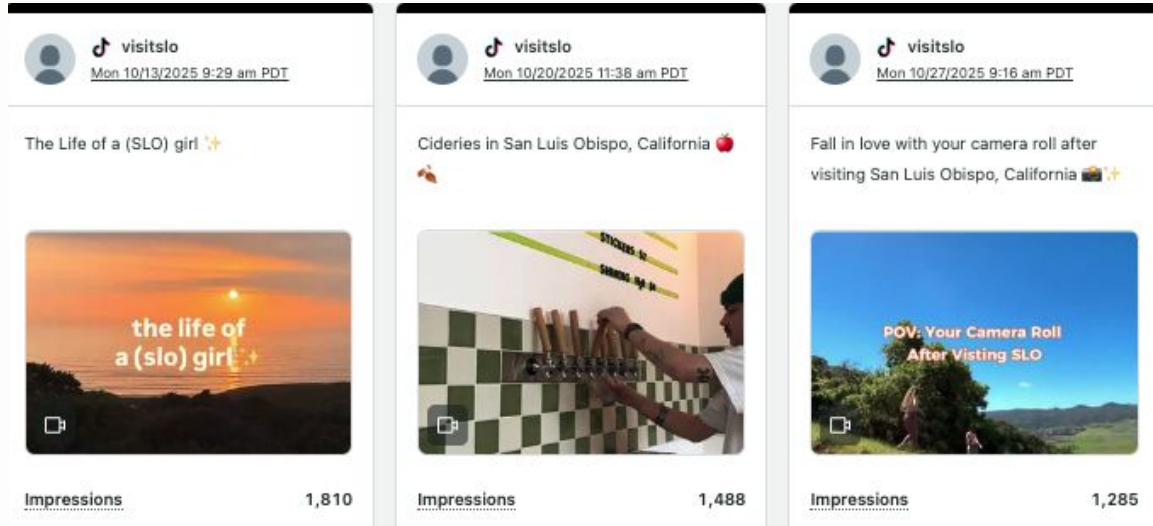 visitslo
Mon 10/13/2025 9:29 am PDT
The Life of a (SLO) girl ✨
the life of
a (slo) girl ✨
Impressions 1,810
visitslo
Mon 10/20/2025 11:38 am PDT
Cideries in San Luis Obispo, California 🍎
🍂
STICKERS $2
Impressions 1,488
visitslo
Mon 10/27/2025 9:16 am PDT
Fall in love with your camera roll after
visiting San Luis Obispo, California 📸✨
POV: Your Camera Roll
After Visting SLO
Impressions 1,285